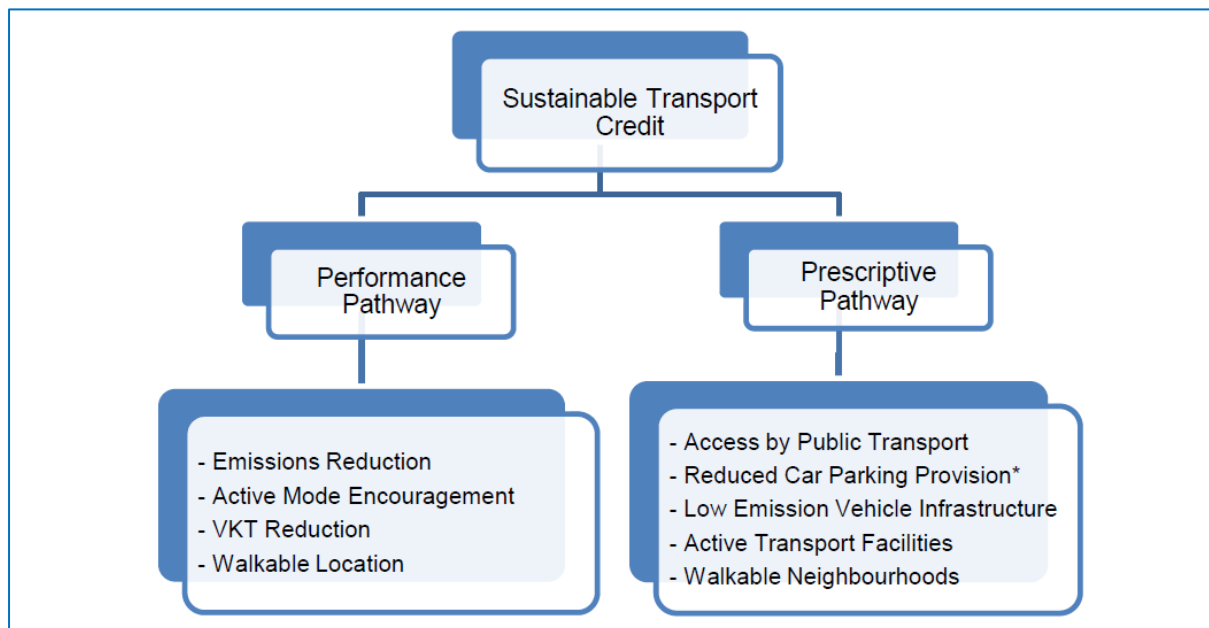 Sustainable Transport
Credit
Performance
Pathway
Prescriptive
Pathway
- Emissions Reduction
- Active Mode Encouragement
- VKT Reduction
- Walkable Location
- Access by Public Transport
- Reduced Car Parking Provision*
- Low Emission Vehicle Infrastructure
- Active Transport Facilities
- Walkable Neighbourhoods